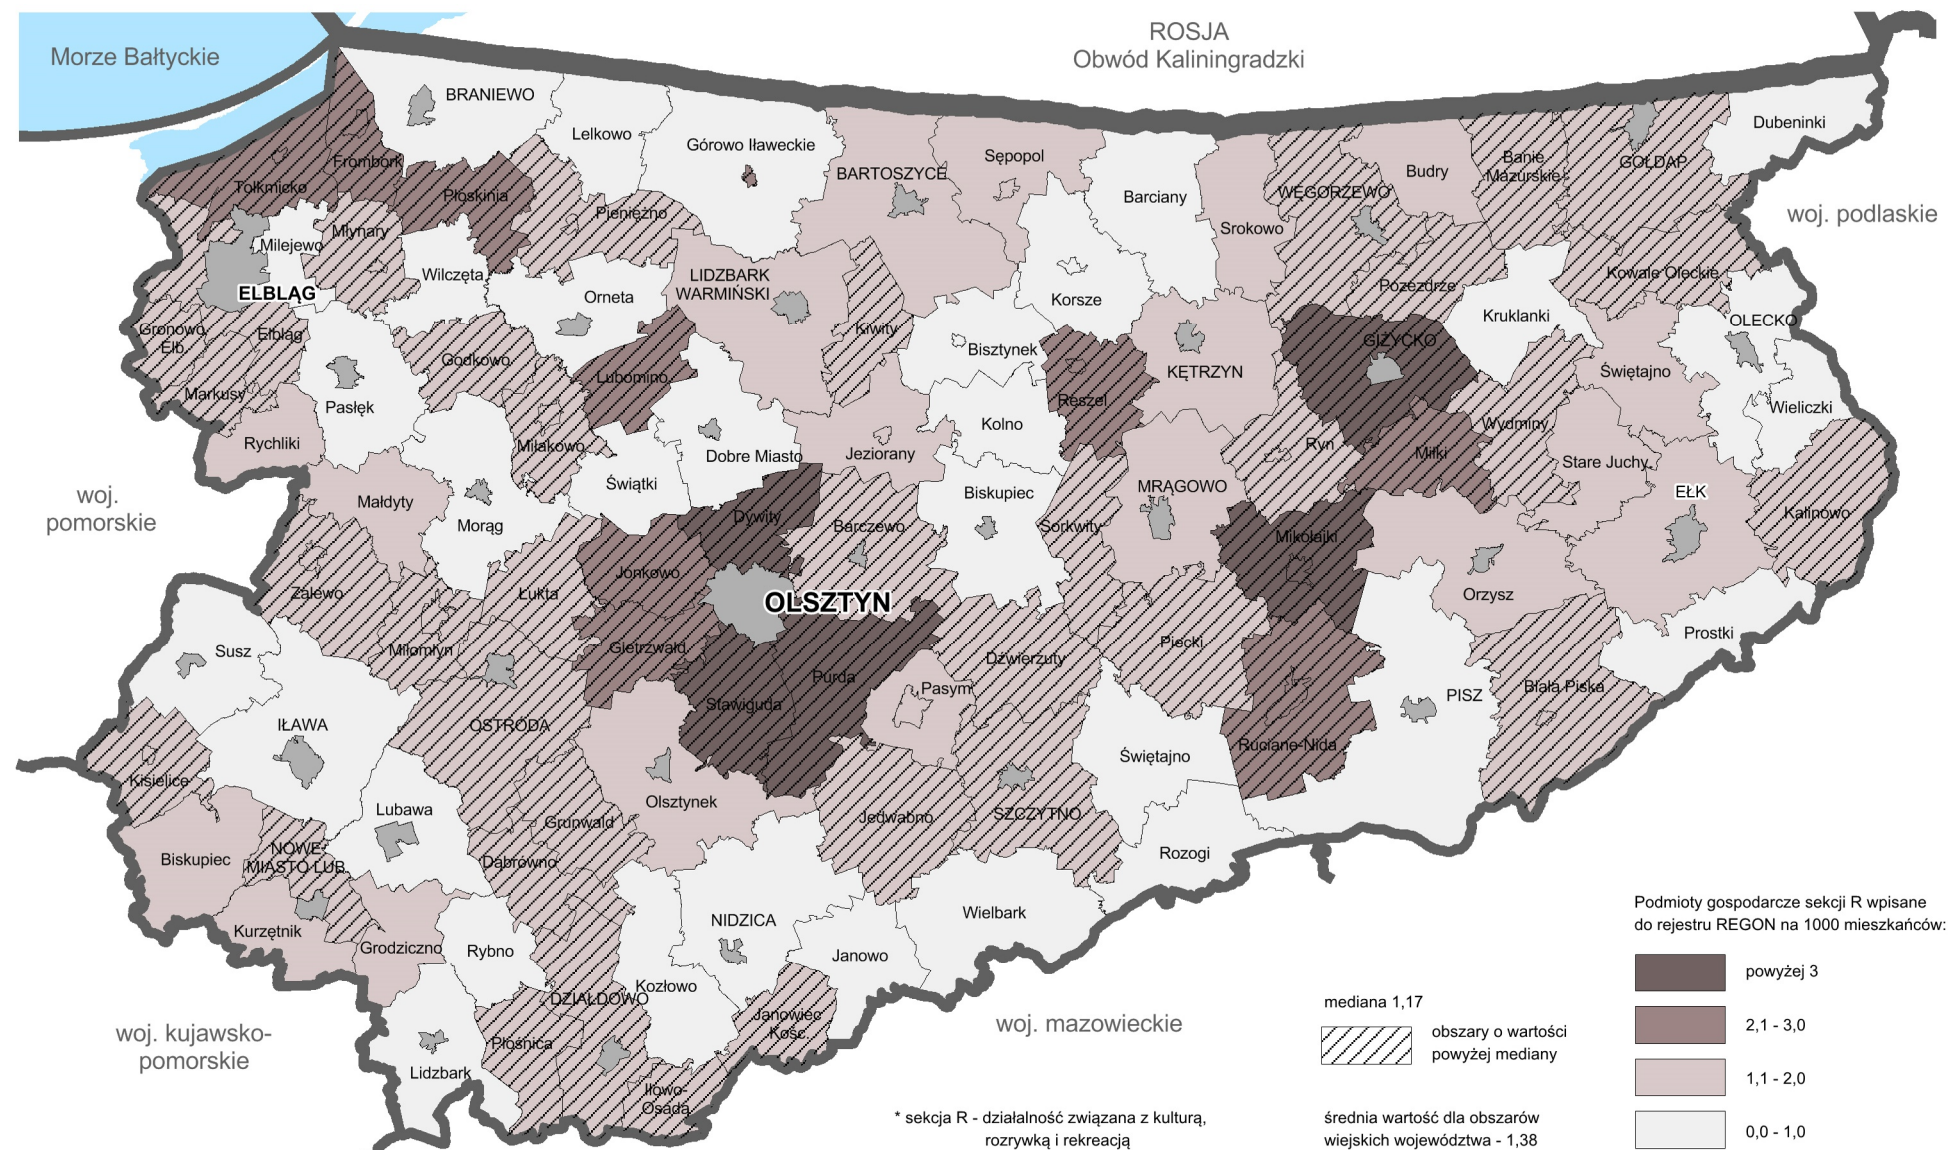 Morze Bałtyckie
ROSJA
Obwód Kaliningradzki
woj. podlaskie
woj.
pomorskie
woj. kujawsko-
pomorskie
woj. mazowieckie
BRANIEWO
Lelkowo
Górowo Iławeckie
BARTOSZYCE
Sępopol
Barciany
Srokowo
WĘGORZEWO
Budry
Banie
Mazurskie
GOŁDAP
Dubeninki
Frombork
Tolkmicko
Płoskinia
Pieniężno
Milejewo
Młynary
Wilczęta
Orneta
LIDZBARK
WARMIŃSKI
Kiwity
Korsze
Pozezdrze
Kowale Oleckie
Kruklanki
OLECKO
ELBLĄG
Gronowo
Elb.
Elbląg
Markusy
Pasłęk
Godkowo
Lubomino
Bisztynek
Reszel
KĘTRZYN
GIŻYCKO
Świętajno
Wieliczki
Rychliki
Miłakowo
Dobre Miasto
Jeziorany
Kolno
Ryn
Miłki
Wydminy
Stare Juchy
Świątki
Małdyty
Morąg
Dywity
Barczewo
Biskupiec
Sorkwity
MRĄGOWO
Mikołajki
EŁK
Kalinowo
Zalewo
Łukta
Jonkowo
OLSZTYN
Orzysz
Prostki
Susz
Miłomłyn
Gietrzwałd
Purda
Dźwierzuty
Piecki
Pasym
Stawiguda
PISZ
Biała Piska
IŁAWA
OSTRÓDA
Ruciane-Nida
Świętajno
Kisielice
Lubawa
Olsztynek
Grunwald
Jedwabno
SZCZYTNO
Rozogi
Biskupiec
NOWE
MIASTO LUB.
Dąbrówno
Kurzętnik
Grodziczno
Rybno
NIDZICA
Wielbark
Janowo
Kozłowo
DZIAŁDOWO
Janowiec
Kośc.
Płośnica
Lidzbark
Iłowo-
Osada
Podmioty gospodarcze sekcji R wpisane
do rejestru REGON na 1000 mieszkańców:
powyżej 3
2,1 - 3,0
1,1 - 2,0
0,0 - 1,0
mediana 1,17
obszary o wartości
powyżej mediany
średnia wartość dla obszarów
wiejskich województwa - 1,38
* sekcja R - działalność związana z kulturą,
rozrywką i rekreacją